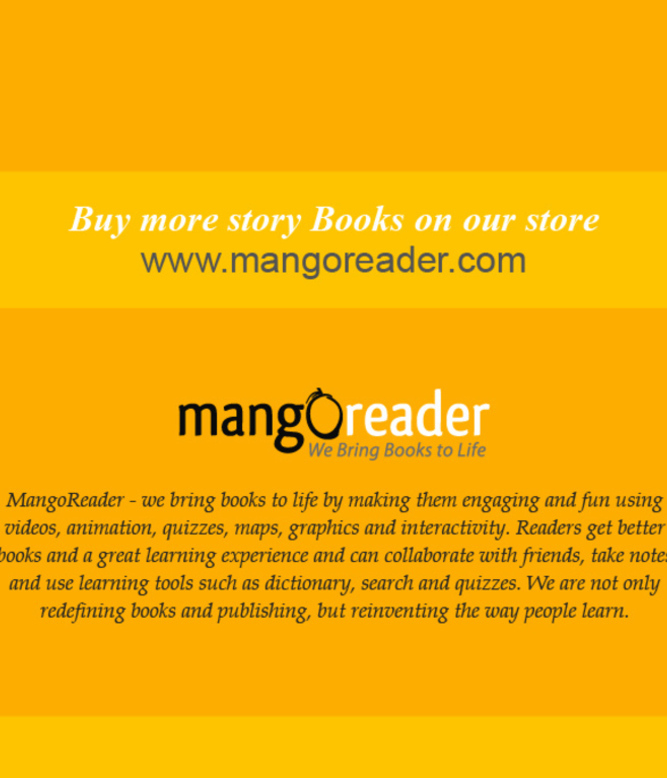 Buy more story Books on our store
www.mangoreader.com
mangoreader
We Bring Books to Life
MangoReader - we bring books to life by making them engaging and fun using
videos, animation, quizzes, maps, graphics and interactivity. Readers get better
books and a great learning experience and can collaborate with friends, take notes
and use learning tools such as dictionary, search and quizzes. We are not only
redefining books and publishing, but reinventing the way people learn.